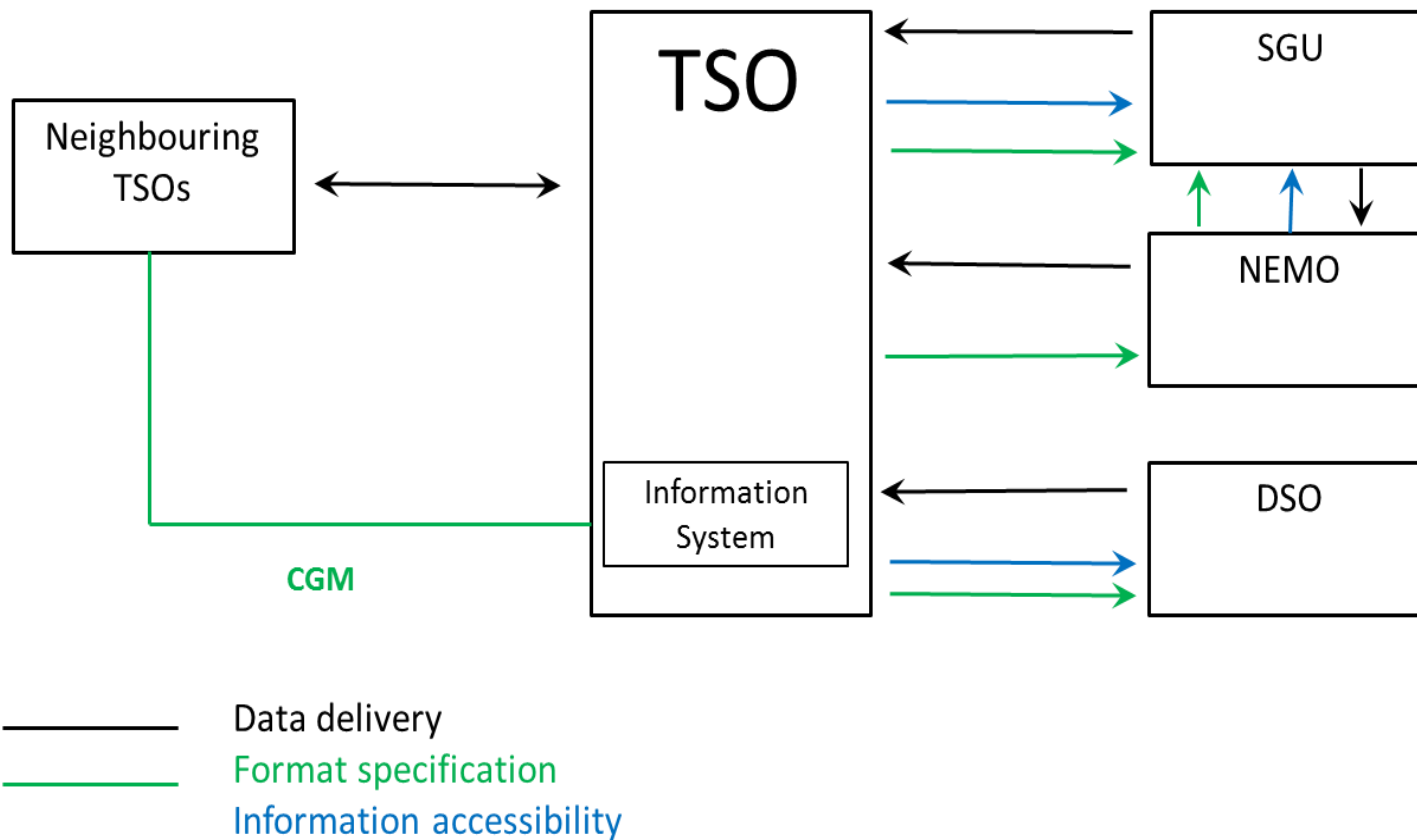 TSO
SGU
Neighbouring
TSOs
NEMO
Information
System
DSO
CGM
Data delivery
Format specification
Information accessibility